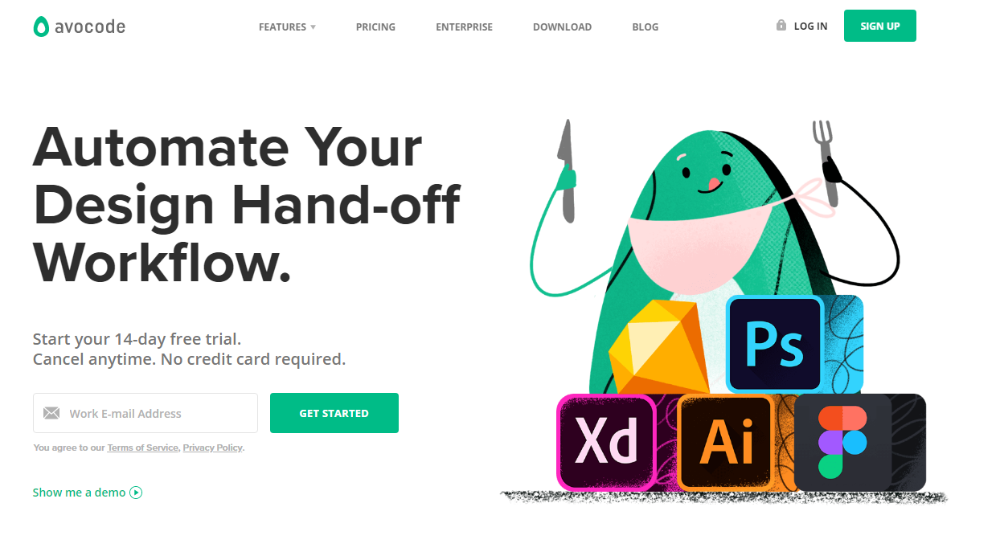 avocode
FEATURES
PRICING
ENTERPRISE
DOWNLOAD
BLOG
LOG IN
SIGN UP
Automate Your
Design Hand-off
Workflow.
Start your 14-day free trial.
Cancel anytime. No credit card required.
Work E-mail Address
GET STARTED
You agree to our Terms of Service, Privacy Policy.
Show me a demo
Ps
Xd
Ai